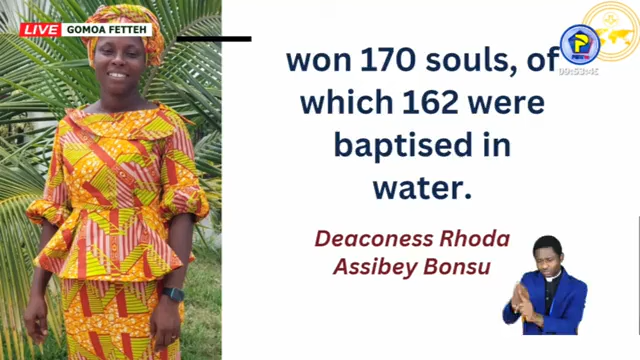 LIVE GOMOA FETTEH
won 170 souls, of
which 162 were
baptised in
water.
Deaconess Rhoda
Assibey Bonsu